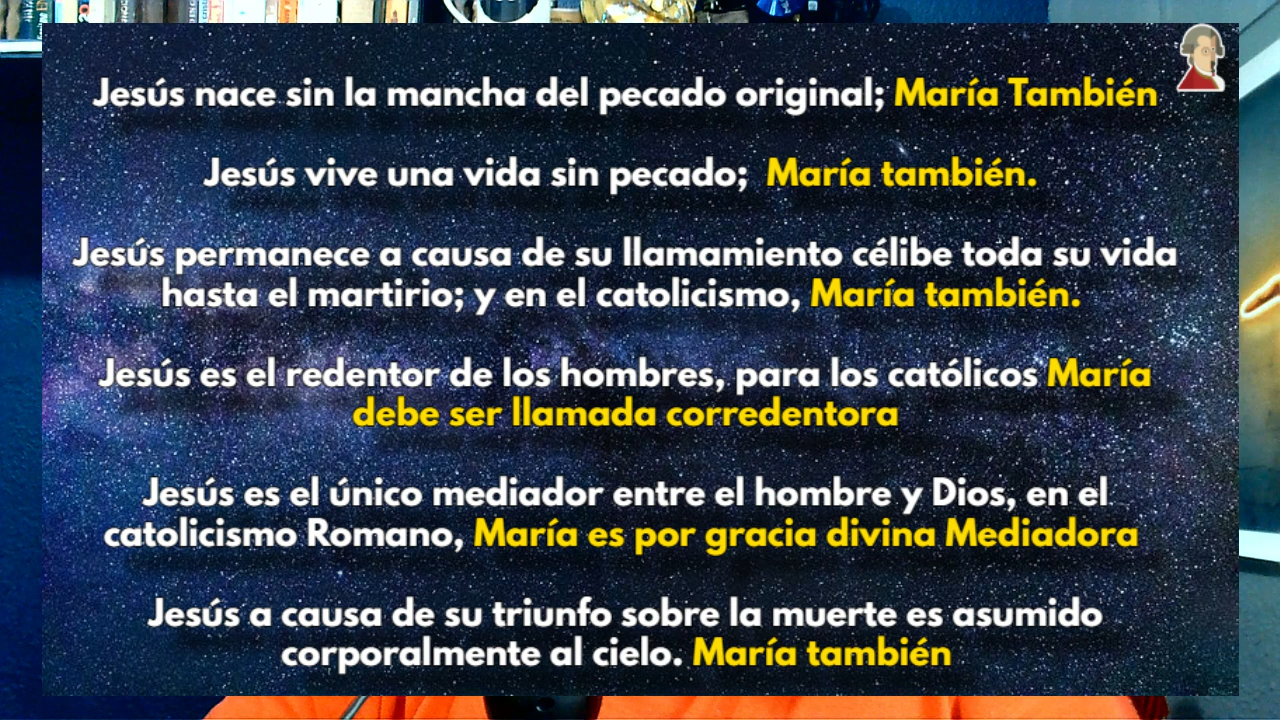 Jesús nace sin la mancha del pecado original; María También
Jesús vive una vida sin pecado; María también.
Jesús permanece a causa de su llamamiento célibe toda su vida
hasta el martirio; y en el catolicismo, María también.
Jesús es el redentor de los hombres, para los católicos María
debe ser llamada corredentora
Jesús es el único mediador entre el hombre y Dios, en el
catolicismo Romano, María es por gracia divina Mediadora
Jesús a causa de su triunfo sobre la muerte es asumido
corporalmente al cielo. María también